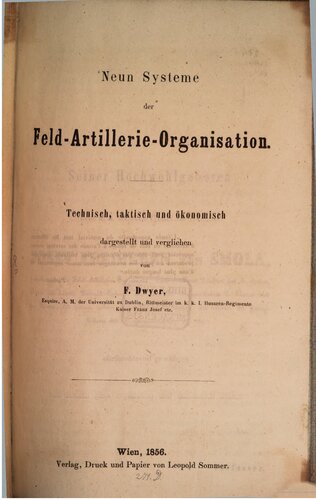 Neun Systeme
der
Feld-Artillerie-Organisation.
Technisch, taktisch und ökonomisch
dargestellt und verglichen
von
F. Dwyer,
Esquire, A. M. der Universität zu Dublin, Rittmeister im k. k. I. Huszaren-Regimente
Kaiser Franz Josef etc.
Wien, 1856.
Verlag, Druck und Papier von Leopold Sommer.